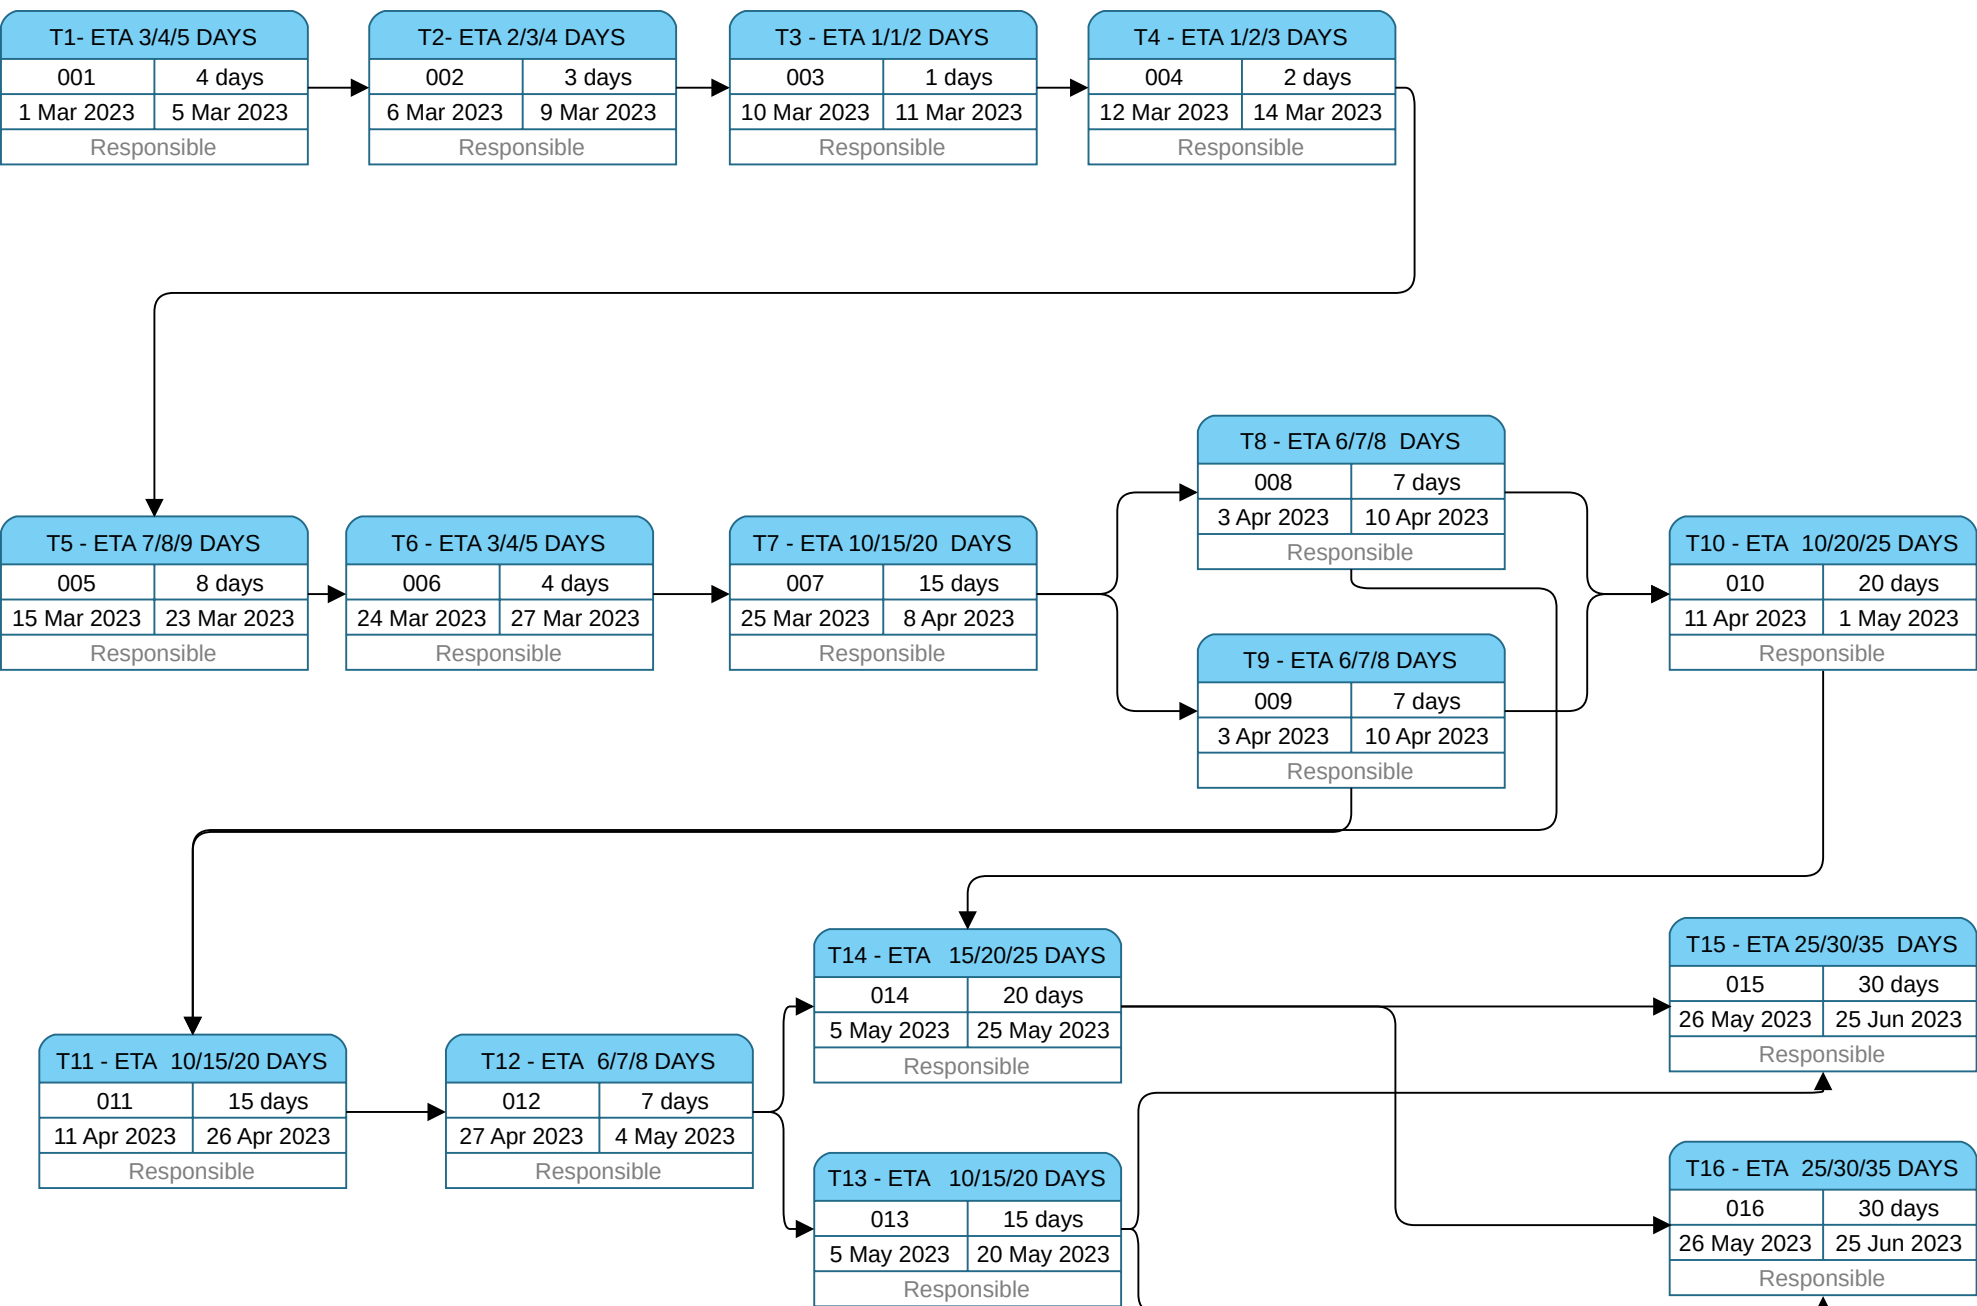 T1- ETA 3/4/5 DAYS
001 4 days
1 Mar 2023 5 Mar 2023
Responsible
T2- ETA 2/3/4 DAYS
002 3 days
6 Mar 2023 9 Mar 2023
Responsible
T3 - ETA 1/1/2 DAYS
003 1 days
10 Mar 2023 11 Mar 2023
Responsible
T4 - ETA 1/2/3 DAYS
004 2 days
12 Mar 2023 14 Mar 2023
Responsible
T5 - ETA 7/8/9 DAYS
005 8 days
15 Mar 2023 23 Mar 2023
Responsible
T6 - ETA 3/4/5 DAYS
006 4 days
24 Mar 2023 27 Mar 2023
Responsible
T7 - ETA 10/15/20 DAYS
007 15 days
25 Mar 2023 8 Apr 2023
Responsible
T8 - ETA 6/7/8 DAYS
008 7 days
3 Apr 2023 10 Apr 2023
Responsible
T9 - ETA 6/7/8 DAYS
009 7 days
3 Apr 2023 10 Apr 2023
Responsible
T10 - ETA 10/20/25 DAYS
010 20 days
11 Apr 2023 1 May 2023
Responsible
T11 - ETA 10/15/20 DAYS
011 15 days
11 Apr 2023 26 Apr 2023
Responsible
T12 - ETA 6/7/8 DAYS
012 7 days
27 Apr 2023 4 May 2023
Responsible
T14 - ETA 15/20/25 DAYS
014 20 days
5 May 2023 25 May 2023
Responsible
T13 - ETA 10/15/20 DAYS
013 15 days
5 May 2023 20 May 2023
Responsible
T15 - ETA 25/30/35 DAYS
015 30 days
26 May 2023 25 Jun 2023
Responsible
T16 - ETA 25/30/35 DAYS
016 30 days
26 May 2023 25 Jun 2023
Responsible